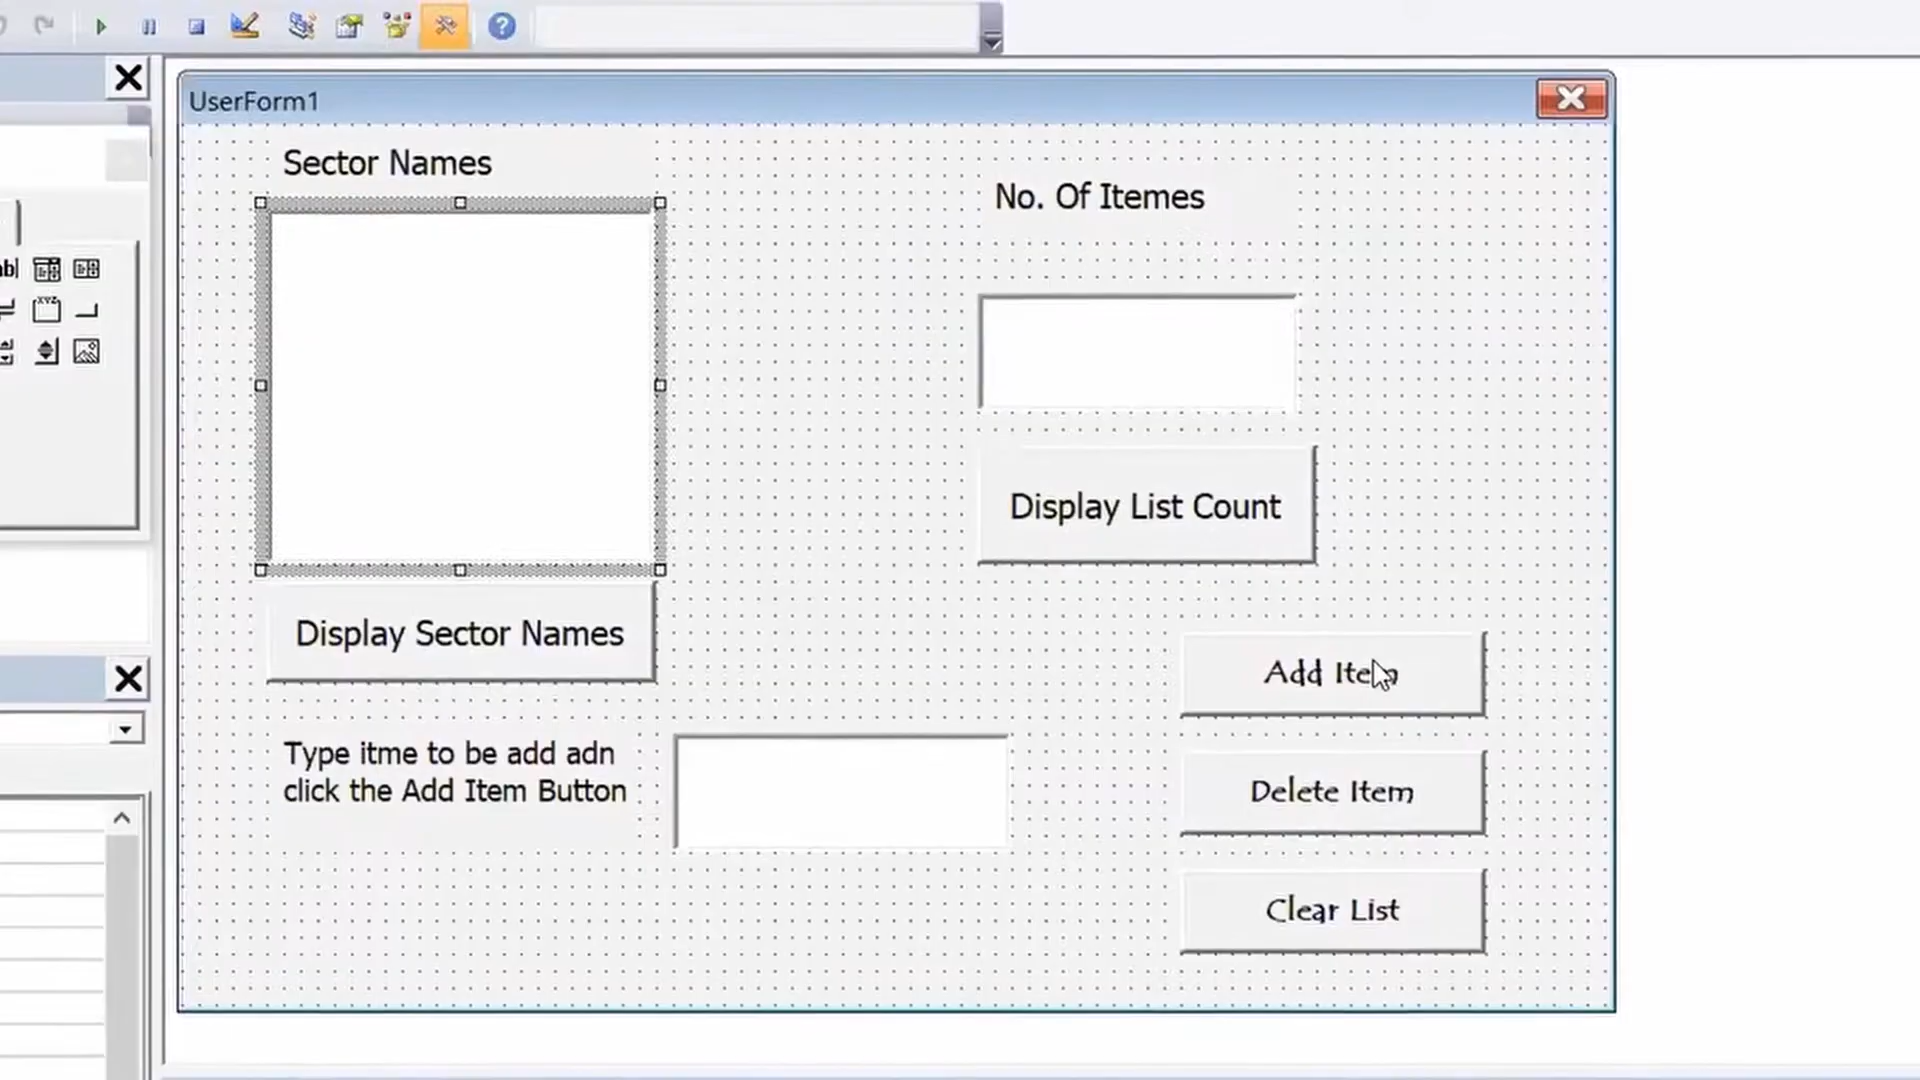 UserForm1
Sector Names
No. Of Itemes
Display List Count
Display Sector Names
Add Item
Type itme to be add adn
click the Add Item Button
Delete Item
Clear List